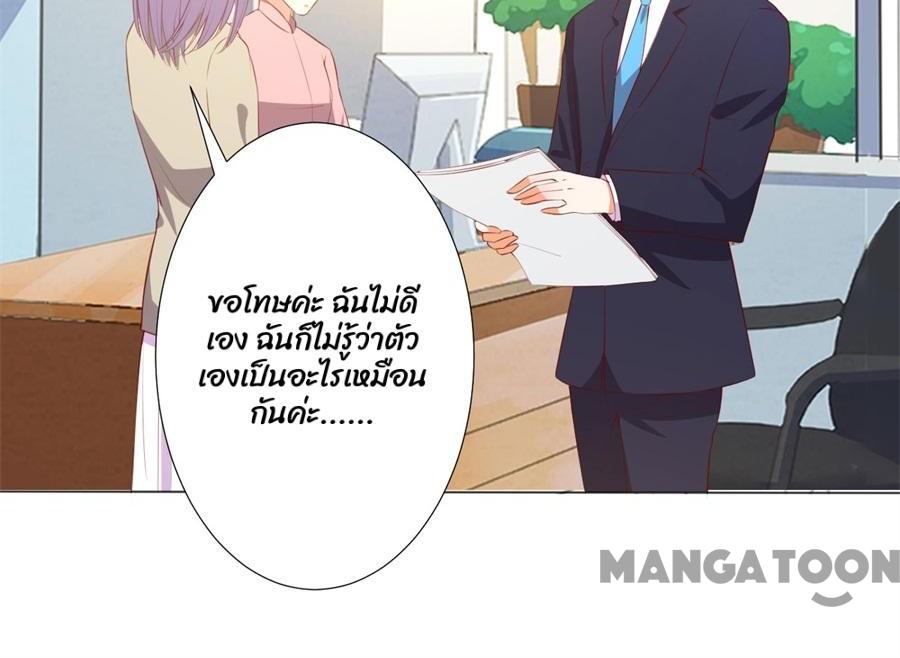 ขอโทษค่ะ ฉันไม่ดี
เอง ฉันก็ไม่รู้ว่าตัว
เองเป็นอะไรเหมือน
กันค่ะ......
MANGATOON